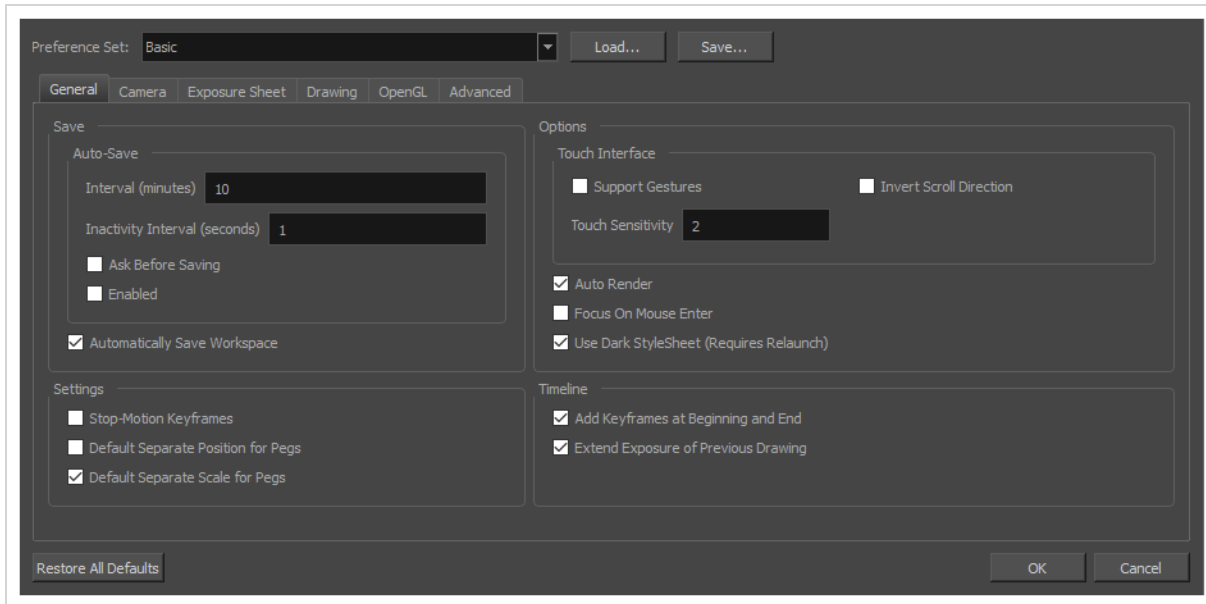 Preference Set: Basic Load... Save...
General Camera Exposure Sheet Drawing OpenGL Advanced
Save
Auto-Save
Interval (minutes) 10
Inactivity Interval (seconds) 1
Ask Before Saving
Enabled
Automatically Save Workspace
Options
Touch Interface
Support Gestures Invert Scroll Direction
Touch Sensitivity 2
Auto Render
Focus On Mouse Enter
Use Dark StyleSheet (Requires Relaunch)
Settings
Stop-Motion Keyframes
Default Separate Position for Pegs
Default Separate Scale for Pegs
Timeline
Add Keyframes at Beginning and End
Extend Exposure of Previous Drawing
Restore All Defaults OK Cancel